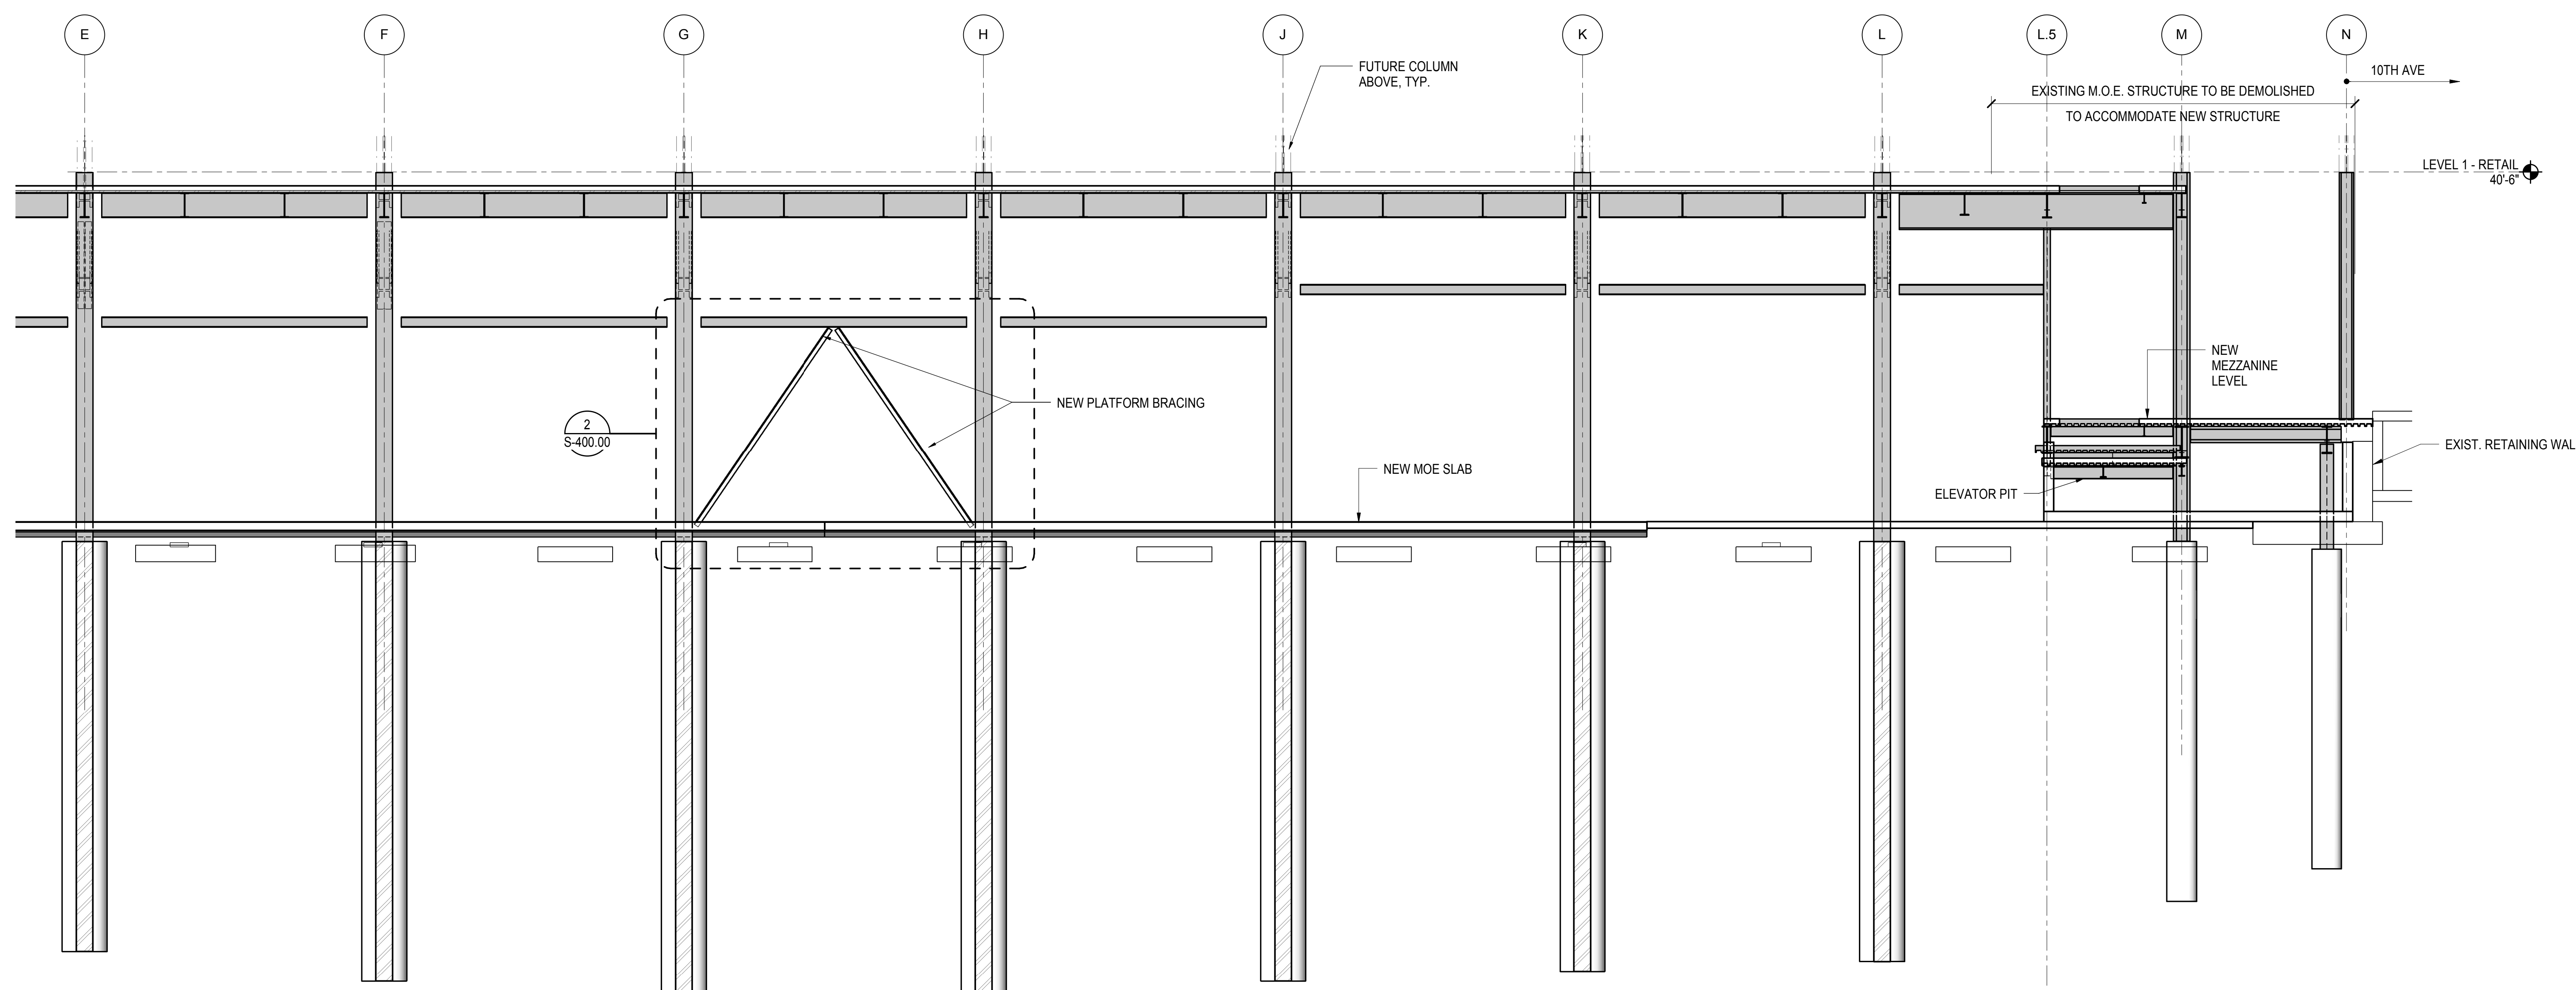 E
F
G
H
J
K
L
L.5
M
N
FUTURE COLUMN
ABOVE, TYP.
10TH AVE
EXISTING M.O.E. STRUCTURE TO BE DEMOLISHED
TO ACCOMMODATE NEW STRUCTURE
LEVEL 1 - RETAIL
40'-6"
NEW
MEZZANINE
LEVEL
NEW PLATFORM BRACING
2
S-400.00
EXIST. RETAINING WAL
NEW MOE SLAB
ELEVATOR PIT